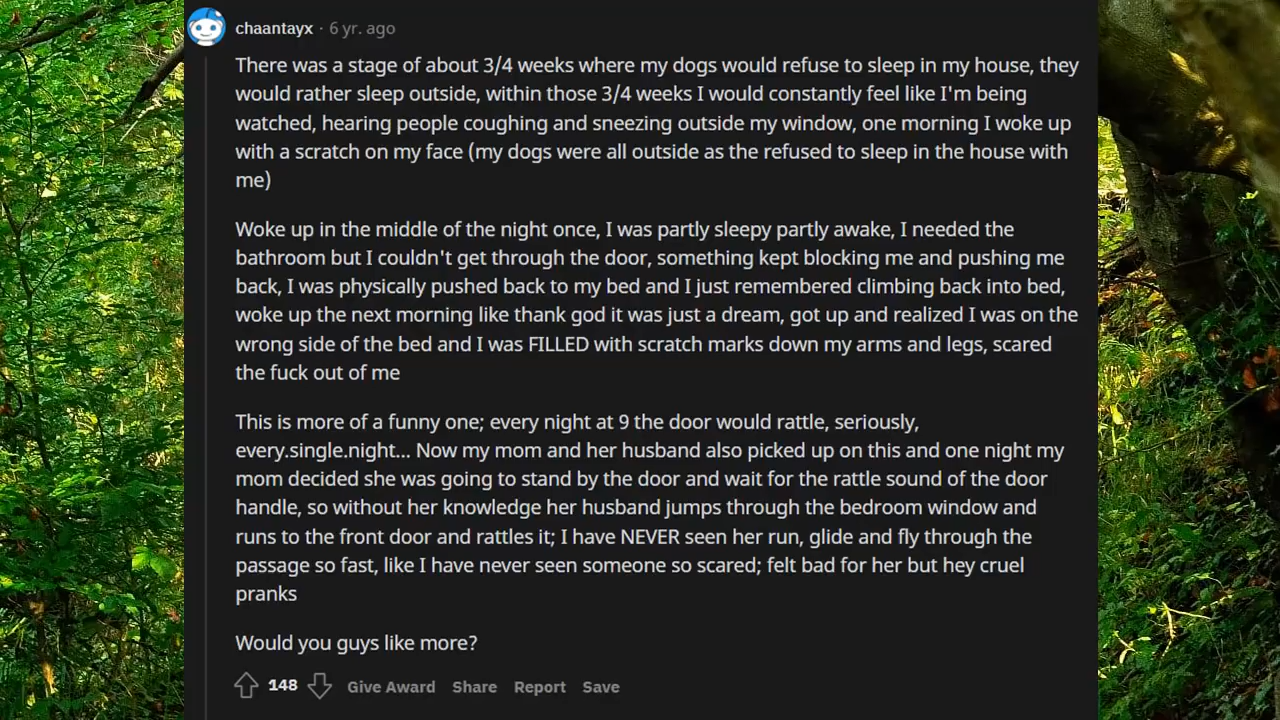 chaantayx · 6 yr. ago
There was a stage of about 3/4 weeks where my dogs would refuse to sleep in my house, they
would rather sleep outside, within those 3/4 weeks I would constantly feel like I'm being
watched, hearing people coughing and sneezing outside my window, one morning I woke up
with a scratch on my face (my dogs were all outside as the refused to sleep in the house with
me)
Woke up in the middle of the night once, I was partly sleepy partly awake, I needed the
bathroom but I couldn't get through the door, something kept blocking me and pushing me
back, I was physically pushed back to my bed and I just remembered climbing back into bed,
woke up the next morning like thank god it was just a dream, got up and realized I was on the
wrong side of the bed and I was FILLED with scratch marks down my arms and legs, scared
the fuck out of me
This is more of a funny one; every night at 9 the door would rattle, seriously,
every.single.night... Now my mom and her husband also picked up on this and one night my
mom decided she was going to stand by the door and wait for the rattle sound of the door
handle, so without her knowledge her husband jumps through the bedroom window and
runs to the front door and rattles it; I have NEVER seen her run, glide and fly through the
passage so fast, like I have never seen someone so scared; felt bad for her but hey cruel
pranks
Would you guys like more?
148 Give Award Share Report Save